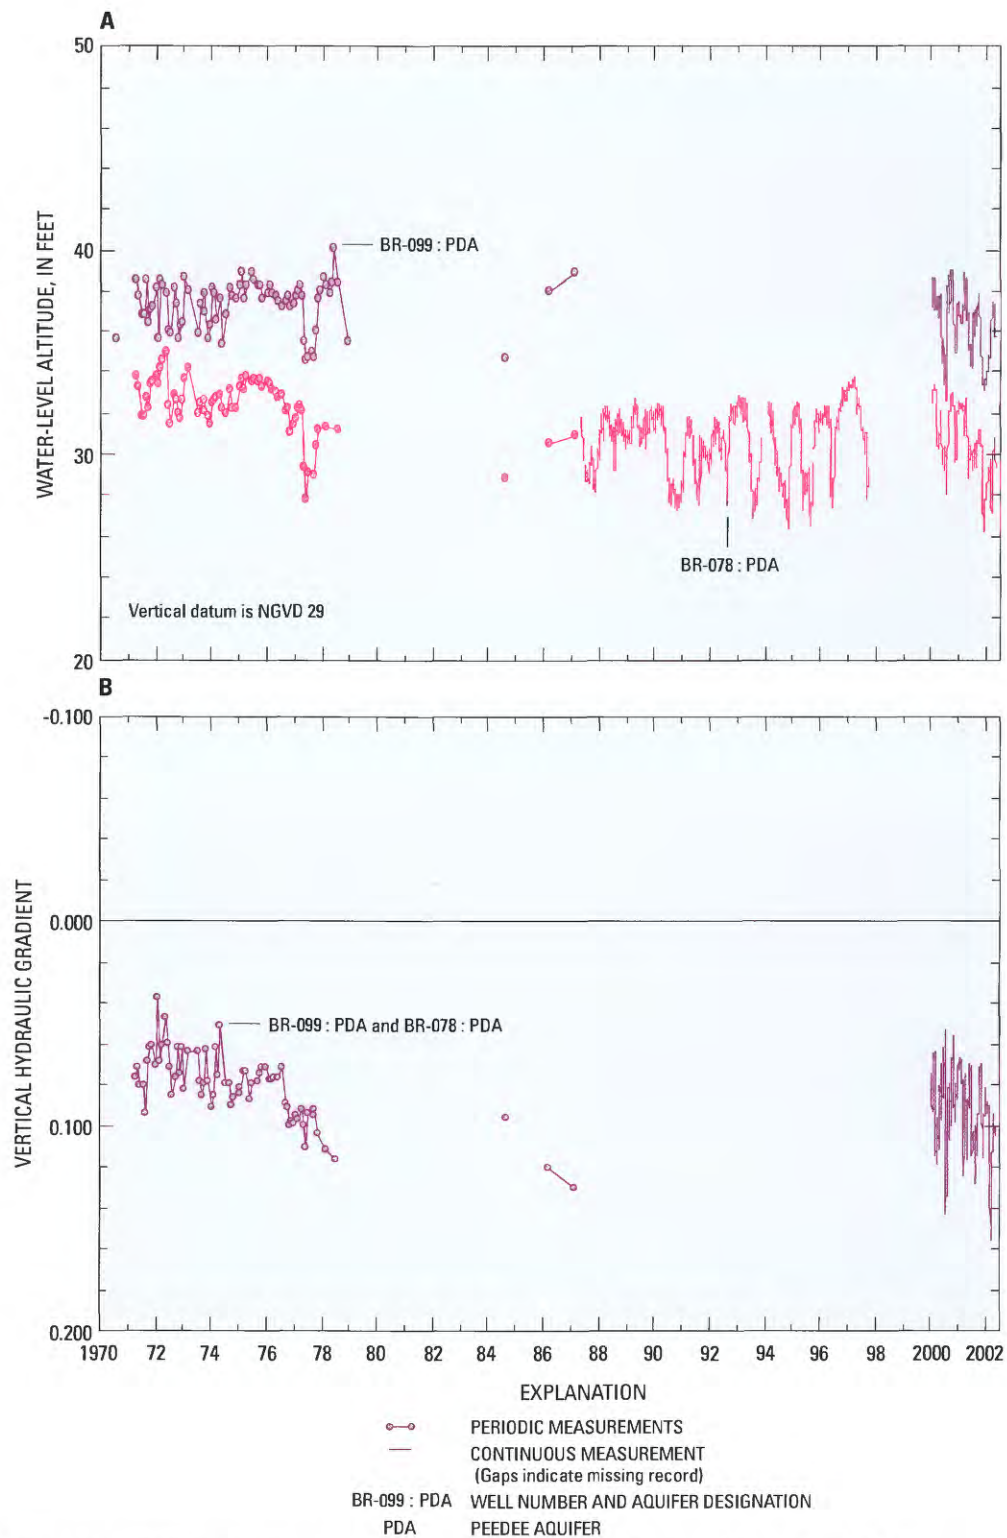 A
50
40
30
20
WATER-LEVEL ALTITUDE, IN FEET
BR-099 : PDA
BR-078 : PDA
Vertical datum is NGVD 29
B
-0.100
0.000
0.100
0.200
VERTICAL HYDRAULIC GRADIENT
BR-099 : PDA and BR-078 : PDA
1970 72 74 76 78 80 82 84 86 88 90 92 94 96 98 2000 2002
EXPLANATION
PERIODIC MEASUREMENTS
CONTINUOUS MEASUREMENT
(Gaps indicate missing record)
BR-099 : PDA WELL NUMBER AND AQUIFER DESIGNATION
PDA PEEDEE AQUIFER